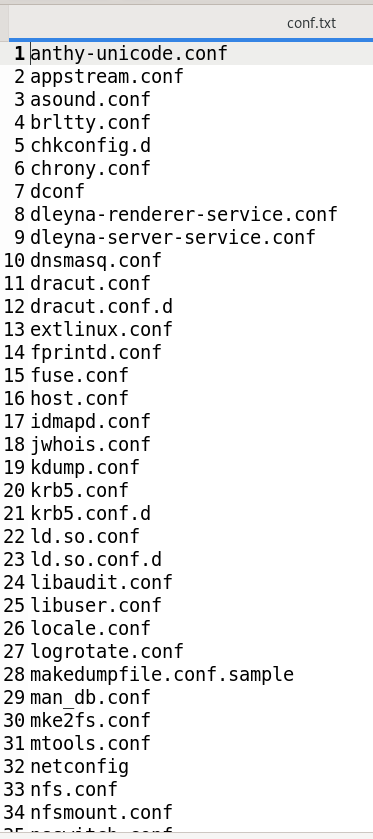 conf.txt
1 anthy-unicode.conf
2 appstream.conf
3 asound.conf
4 brltty.conf
5 chkconfig.d
6 chrony.conf
7 dconf
8 dleyna-renderer-service.conf
9 dleyna-server-service.conf
10 dnsmasq.conf
11 dracut.conf
12 dracut.conf.d
13 extlinux.conf
14 fprintd.conf
15 fuse.conf
16 host.conf
17 idmapd.conf
18 jwhois.conf
19 kdump.conf
20 krb5.conf
21 krb5.conf.d
22 ld.so.conf
23 ld.so.conf.d
24 libaudit.conf
25 libuser.conf
26 locale.conf
27 logrotate.conf
28 makedumpfile.conf.sample
29 man_db.conf
30 mke2fs.conf
31 mtools.conf
32 netconfig
33 nfs.conf
34 nfsmount.conf